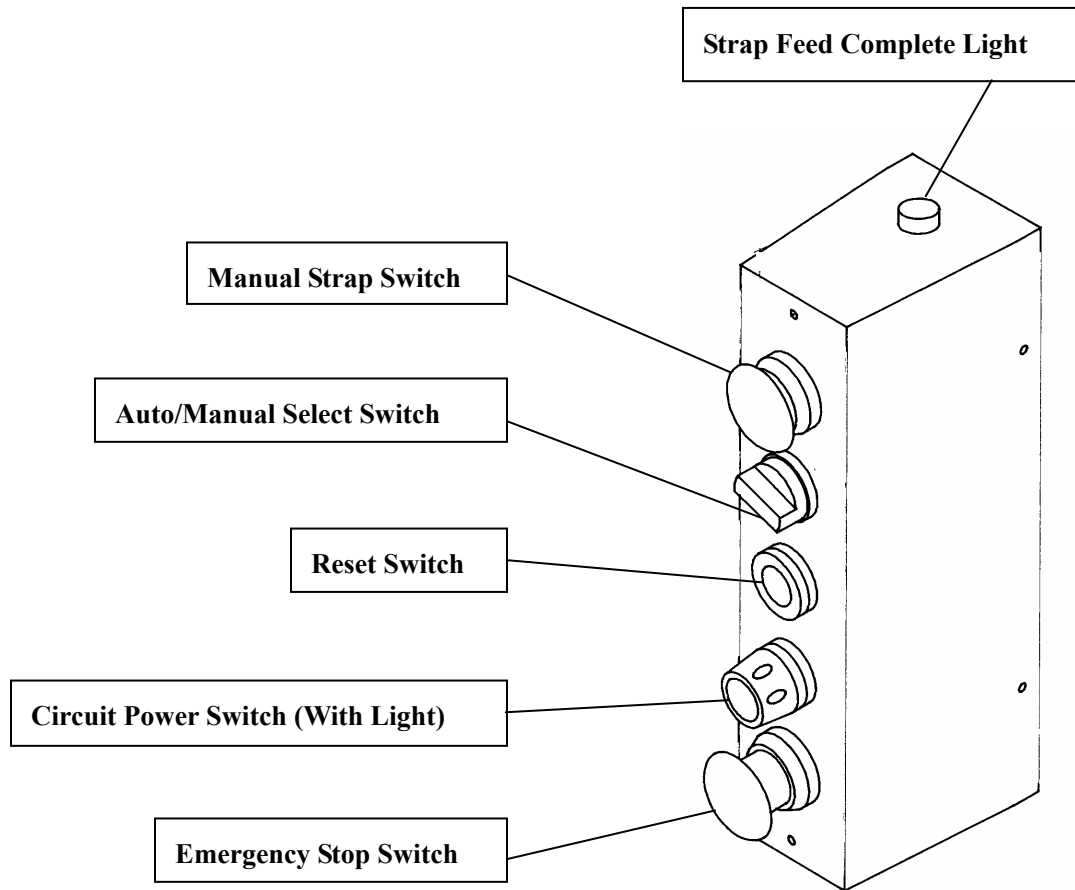 Strap Feed Complete Light
Manual Strap Switch
Auto/Manual Select Switch
Reset Switch
Circuit Power Switch (With Light)
Emergency Stop Switch